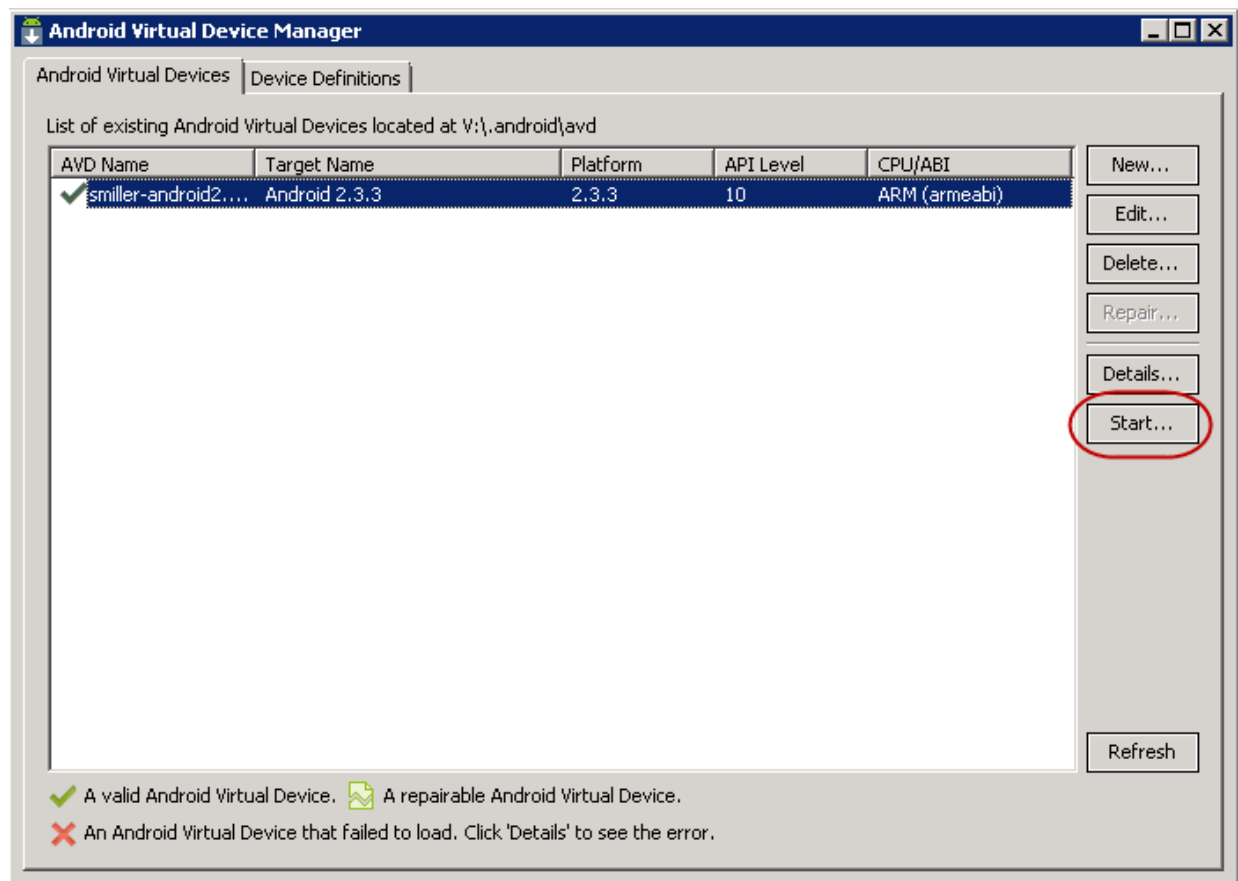 Android Virtual Device Manager
Android Virtual Devices Device Definitions
List of existing Android Virtual Devices located at V:\.android\avd
AVD Name Target Name Platform API Level CPU/ABI
smiller-android2.... Android 2.3.3 2.3.3 10 ARM (armeabi)
New...
Edit...
Delete...
Repair...
Details...
Start...
Refresh
A valid Android Virtual Device. A repairable Android Virtual Device.
An Android Virtual Device that failed to load. Click 'Details' to see the error.